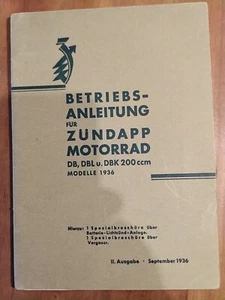 BETRIEBS-
ANLEITUNG
FÜR
ZÜNDAPP
MOTORRAD
DB, DBL u. DBK 200 ccm
MODELLE 1936
Hierzu: 1 Spezialbroschüre über
Batterie-Lichtzünd-Anlage.
1 Spezialbroschüre über
Vergaser.
II. Ausgabe · September 1936